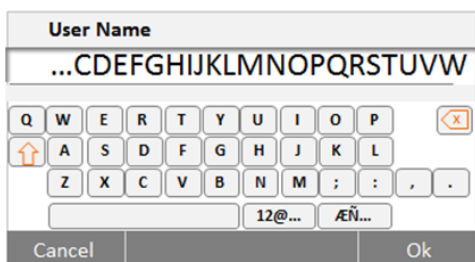 User Name
...CDEFGHIJKLMNOPQRSTUVW
Q W E R T Y U I O P X
A S D F G H J K L
Z X C V B N M ; : , .
12@... ÆÑ...
Cancel Ok